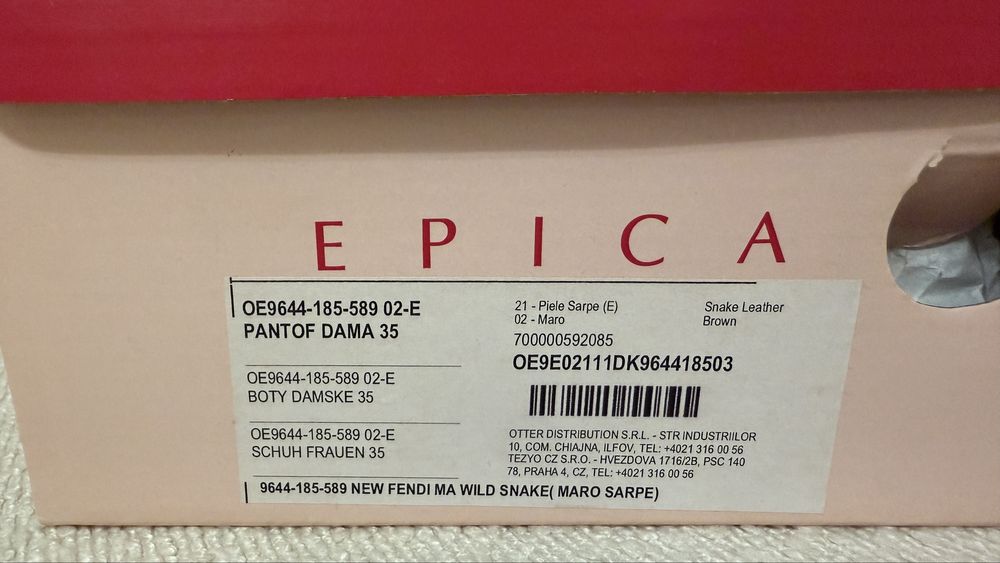 EPICA
OE9644-185-589 02-E
PANTOF DAMA 35
OE9644-185-589 02-E
BOTY DAMSKE 35
OE9644-185-589 02-E
SCHUH FRAUEN 35
21 - Piele Sarpe (E) Snake Leather
02 - Maro Brown
700000592085
OE9E02111DK964418503
OTTER DISTRIBUTION S.R.L. - STR INDUSTRIILOR
10, COM. CHIAJNA, ILFOV, TEL: +4021 316 00 56
TEZYO CZ S.R.O. - HVEZDOVA 1716/2B, PSC 140
78, PRAHA 4, CZ, TEL: +4021 316 00 56
9644-185-589 NEW FENDI MA WILD SNAKE( MARO SARPE)